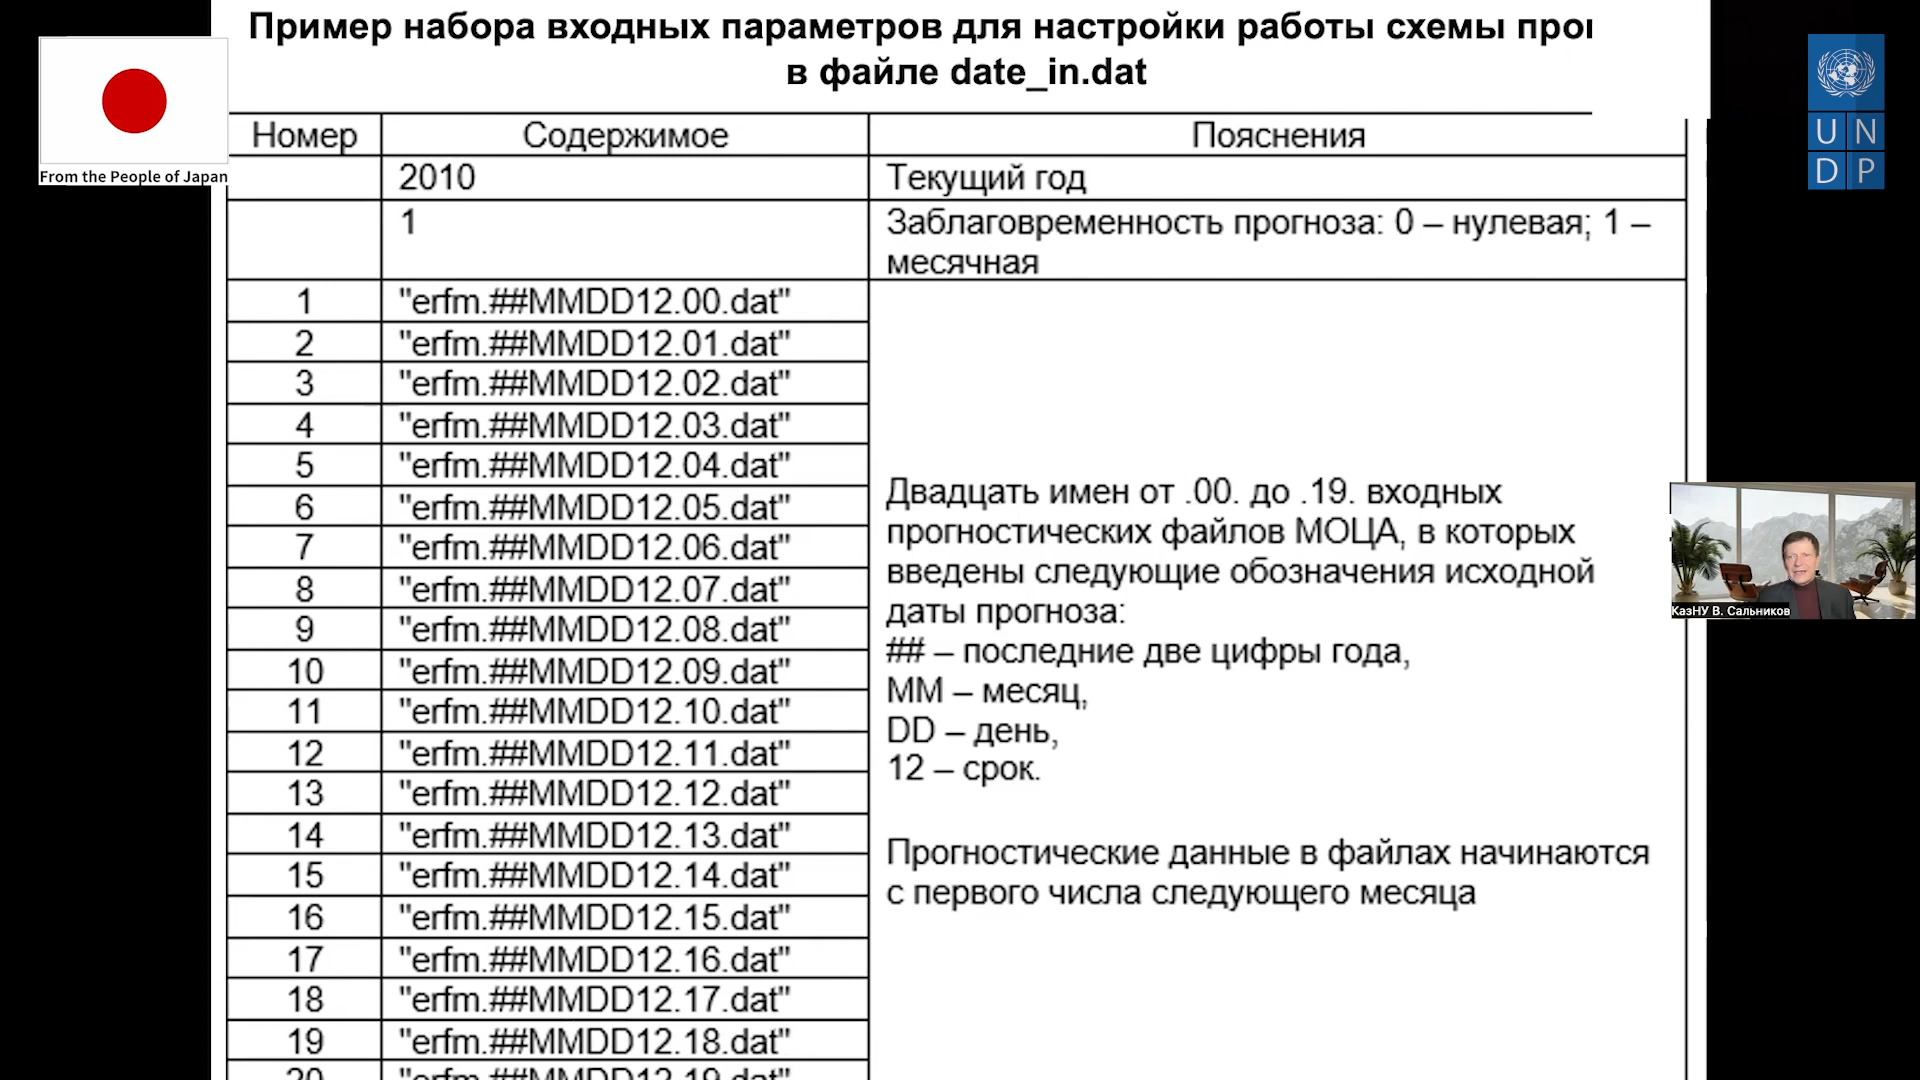 Пример набора входных параметров для настройки работы схемы
в файле date_in.dat
From the People of Japan
U N
D P
Номер Содержимое Пояснения
2010 Текущий год
1 Заблаговременность прогноза: 0 – нулевая; 1 –
месячная
1 "erfm.##MMDD12.00.dat"
2 "erfm.##MMDD12.01.dat"
3 "erfm.##MMDD12.02.dat"
4 "erfm.##MMDD12.03.dat"
5 "erfm.##MMDD12.04.dat"
6 "erfm.##MMDD12.05.dat"
7 "erfm.##MMDD12.06.dat"
8 "erfm.##MMDD12.07.dat"
9 "erfm.##MMDD12.08.dat"
10 "erfm.##MMDD12.09.dat"
11 "erfm.##MMDD12.10.dat"
12 "erfm.##MMDD12.11.dat"
13 "erfm.##MMDD12.12.dat"
14 "erfm.##MMDD12.13.dat"
15 "erfm.##MMDD12.14.dat"
16 "erfm.##MMDD12.15.dat"
17 "erfm.##MMDD12.16.dat"
18 "erfm.##MMDD12.17.dat"
19 "erfm.##MMDD12.18.dat"
20 "erfm.##MMDD12.19.dat"
Двадцать имен от .00. до .19. входных
прогностических файлов МОЦА, в которых
введены следующие обозначения исходной
даты прогноза:
## – последние две цифры года,
MM – месяц,
DD – день,
12 – срок.
Прогностические данные в файлах начинаются
с первого числа следующего месяца
КазНУ В. Сальников